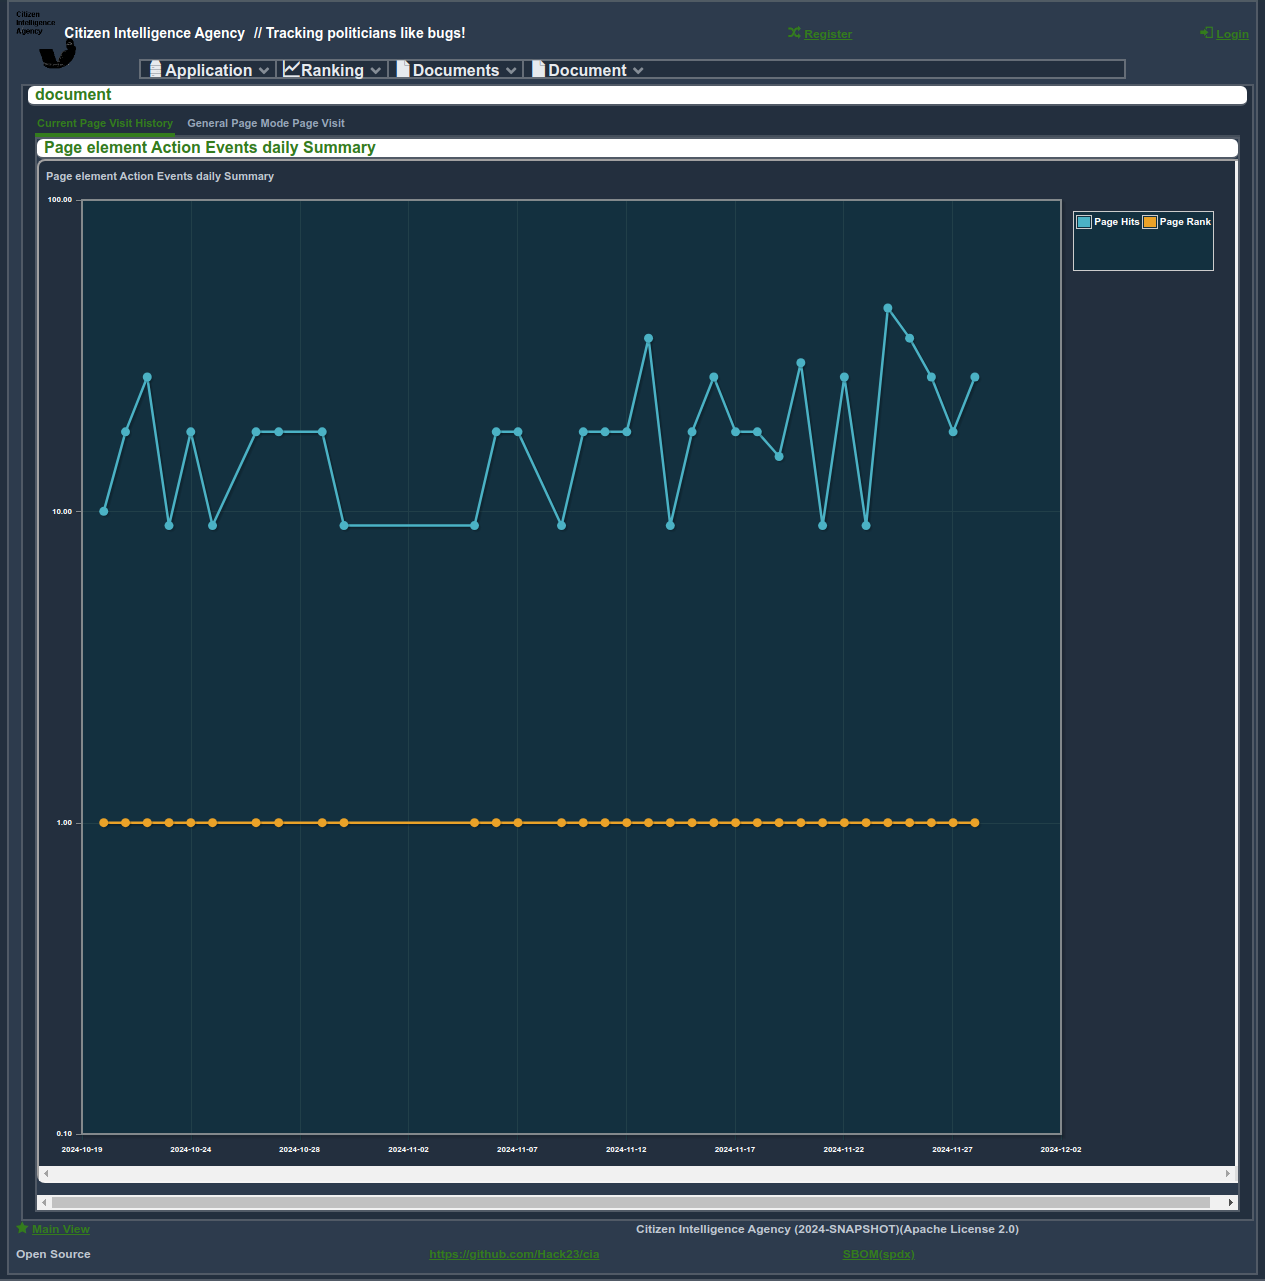 Citizen
Intelligence
Agency
Citizen Intelligence Agency // Tracking politicians like bugs!
Register
Login
Application
Ranking
Documents
Document
document
Current Page Visit History
General Page Mode Page Visit
Page element Action Events daily Summary
Page element Action Events daily Summary
100.00
10.00
1.00
0.10
Page Hits
Page Rank
2024-10-19
2024-10-24
2024-10-28
2024-11-02
2024-11-07
2024-11-12
2024-11-17
2024-11-22
2024-11-27
2024-12-02
Main View
Citizen Intelligence Agency (2024-SNAPSHOT)(Apache License 2.0)
Open Source
https://github.com/Hack23/cia
SBOM(spdx)